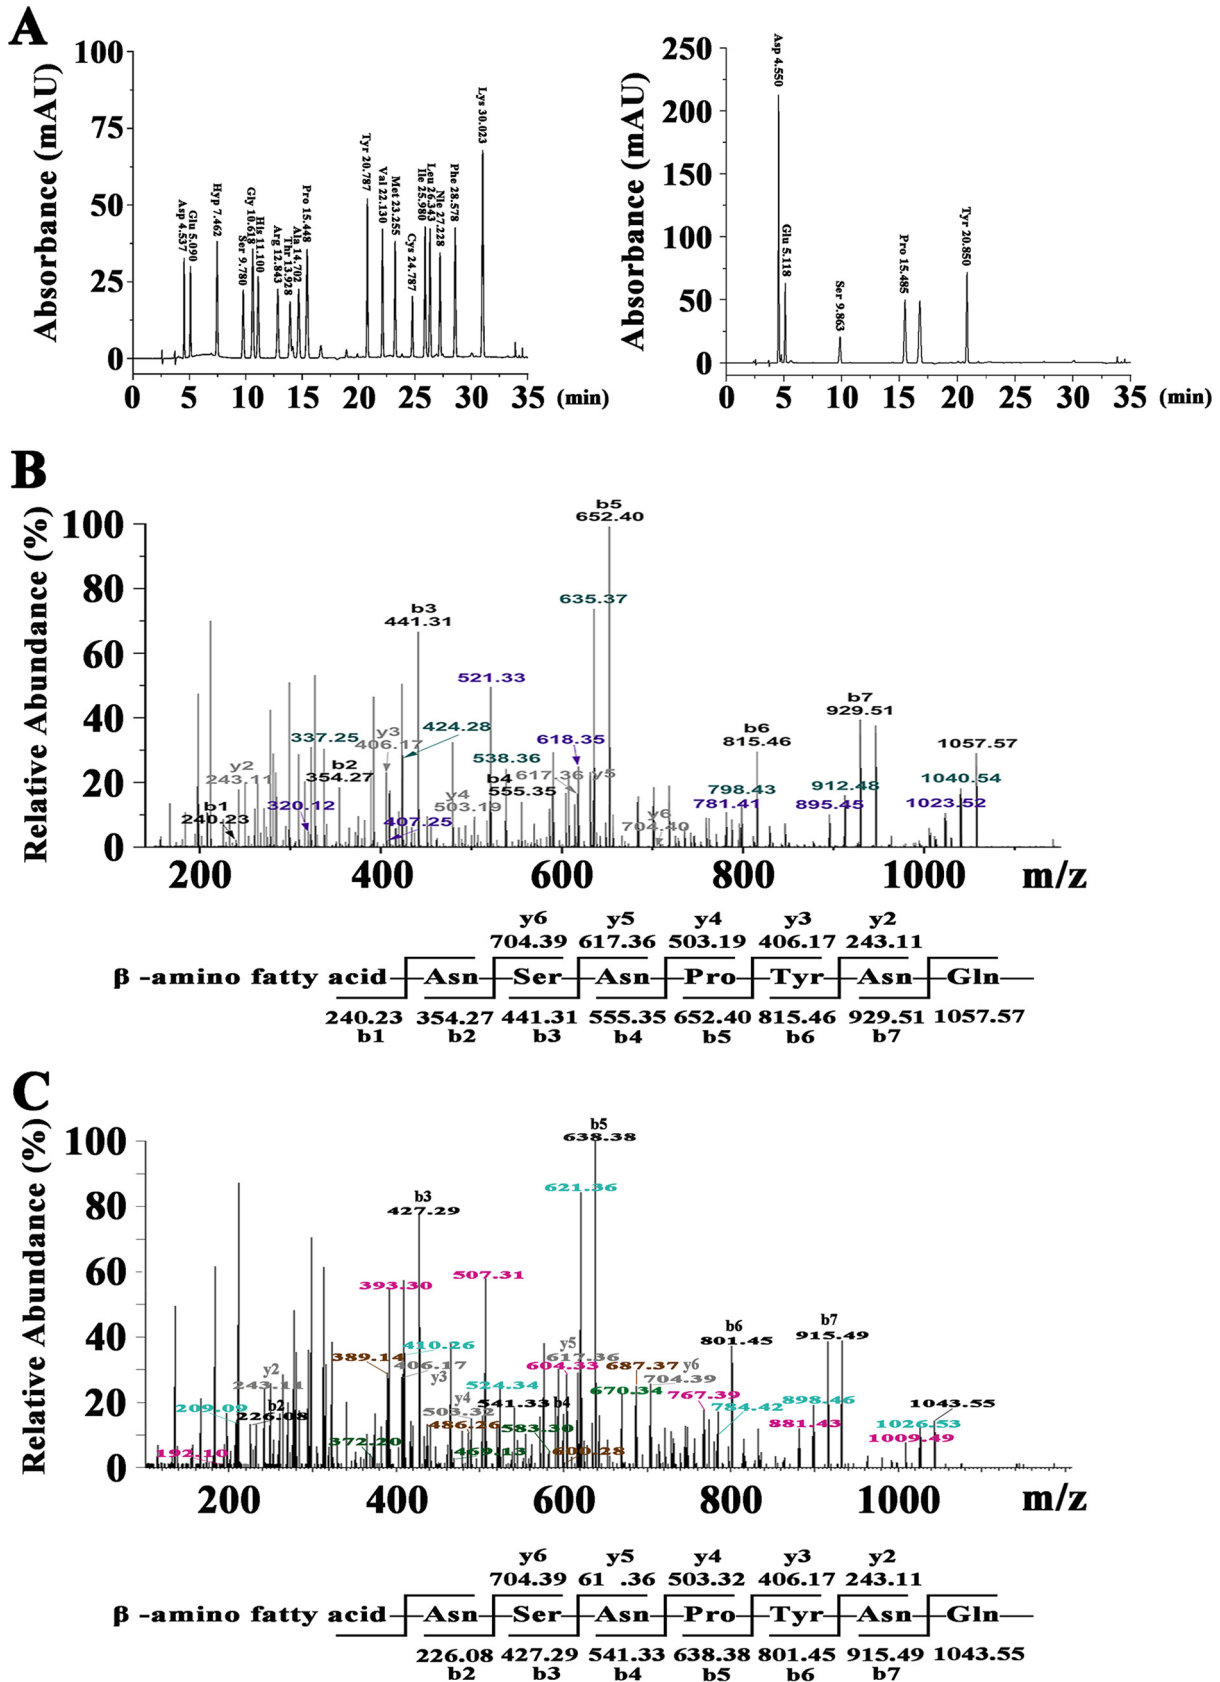 A
Absorbance (mAU)
100
75
50
25
0
Asp 4.537
Glu 5.090
Hyp 7.462
Ser 9.780
Gly 10.618
His 11.100
Arg 12.843
Thr 13.928
Ala 14.702
Pro 15.448
Tyr 20.787
Val 22.130
Met 23.255
Cys 24.787
Ile 25.980
Leu 26.343
Nle 27.228
Phe 28.578
Lys 30.023
0 5 10 15 20 25 30 35 (min)
Absorbance (mAU)
250
200
150
100
50
0
Asp 4.550
Glu 5.118
Ser 9.863
Pro 15.485
Tyr 20.850
0 5 10 15 20 25 30 35 (min)
B
Relative Abundance (%)
100
80
60
40
20
0
b5
652.40
635.37
b3
441.31
521.33
b7
929.51
b6
815.46
1057.57
337.25
y3
406.17
424.28
618.35
538.36
y2
243.11
b2
354.27
b4
555.35
617.36 y5
798.43
912.48
1040.54
b1
240.23
320.12
y4
503.19
407.25
y6
704.40
781.41
895.45
1023.52
200 400 600 800 1000 m/z
y6 y5 y4 y3 y2
704.39 617.36 503.19 406.17 243.11
β -amino fatty acid Asn Ser Asn Pro Tyr Asn Gln
240.23 354.27 441.31 555.35 652.40 815.46 929.51 1057.57
b1 b2 b3 b4 b5 b6 b7
C
Relative Abundance (%)
100
80
60
40
20
0
b5
638.38
621.36
b3
427.29
393.30
507.31
b7
915.49
b6
801.45
410.26
y5
617.36
389.14
406.17
y3
604.33
687.37
y6
704.39
y2
243.11
524.34
670.34
209.09
b2
226.08
y4
503.32
541.33 b4
767.39
784.42
898.46
1043.55
486.26
583.30
881.43
1026.53
1009.49
192.10
372.20
469.13
600.28
200 400 600 800 1000 m/z
y6 y5 y4 y3 y2
704.39 61 .36 503.32 406.17 243.11
β -amino fatty acid Asn Ser Asn Pro Tyr Asn Gln
226.08 427.29 541.33 638.38 801.45 915.49 1043.55
b2 b3 b4 b5 b6 b7